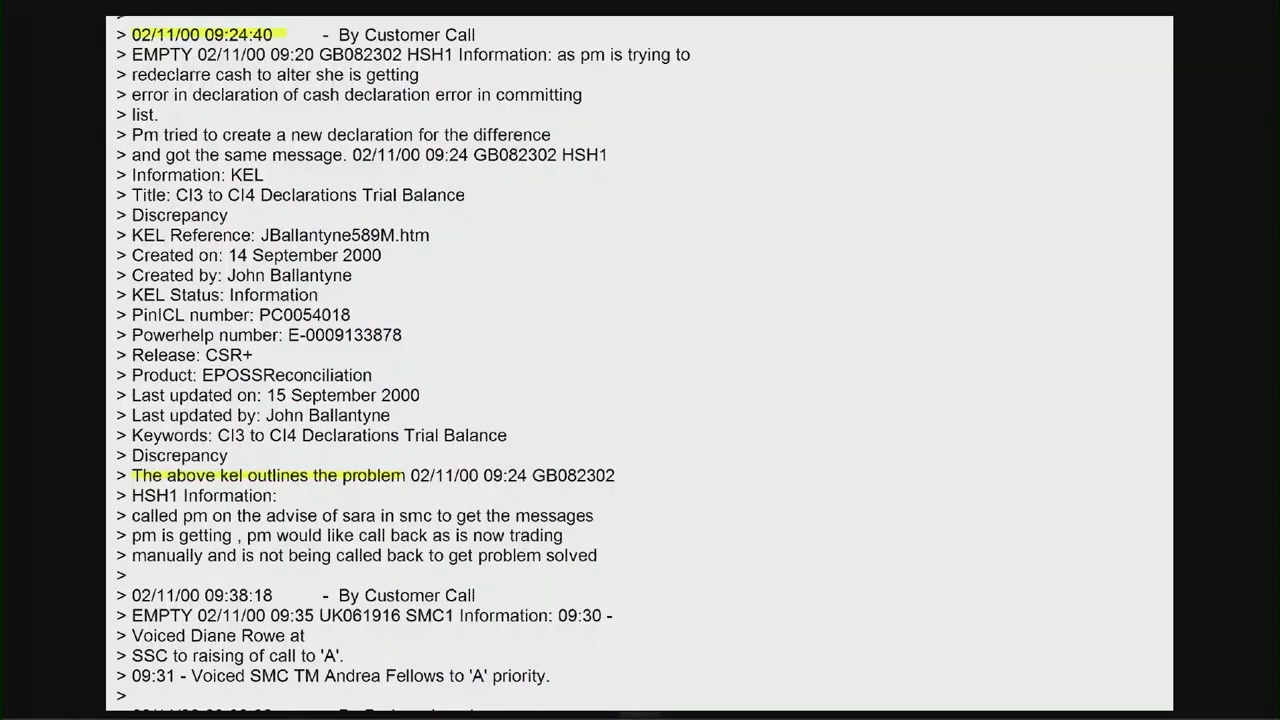 >
> 02/11/00 09:24:40 - By Customer Call
> EMPTY 02/11/00 09:20 GB082302 HSH1 Information: as pm is trying to
> redeclarre cash to alter she is getting
> error in declaration of cash declaration error in committing
> list.
> Pm tried to create a new declaration for the difference
> and got the same message. 02/11/00 09:24 GB082302 HSH1
> Information: KEL
> Title: CI3 to CI4 Declarations Trial Balance
> Discrepancy
> KEL Reference: JBallantyne589M.htm
> Created on: 14 September 2000
> Created by: John Ballantyne
> KEL Status: Information
> PinICL number: PC0054018
> Powerhelp number: E-0009133878
> Release: CSR+
> Product: EPOSSReconciliation
> Last updated on: 15 September 2000
> Last updated by: John Ballantyne
> Keywords: CI3 to CI4 Declarations Trial Balance
> Discrepancy
> The above kel outlines the problem 02/11/00 09:24 GB082302
> HSH1 Information:
> called pm on the advise of sara in smc to get the messages
> pm is getting , pm would like call back as is now trading
> manually and is not being called back to get problem solved
>
> 02/11/00 09:38:18 - By Customer Call
> EMPTY 02/11/00 09:35 UK061916 SMC1 Information: 09:30 -
> Voiced Diane Rowe at
> SSC to raising of call to 'A'.
> 09:31 - Voiced SMC TM Andrea Fellows to 'A' priority.
>